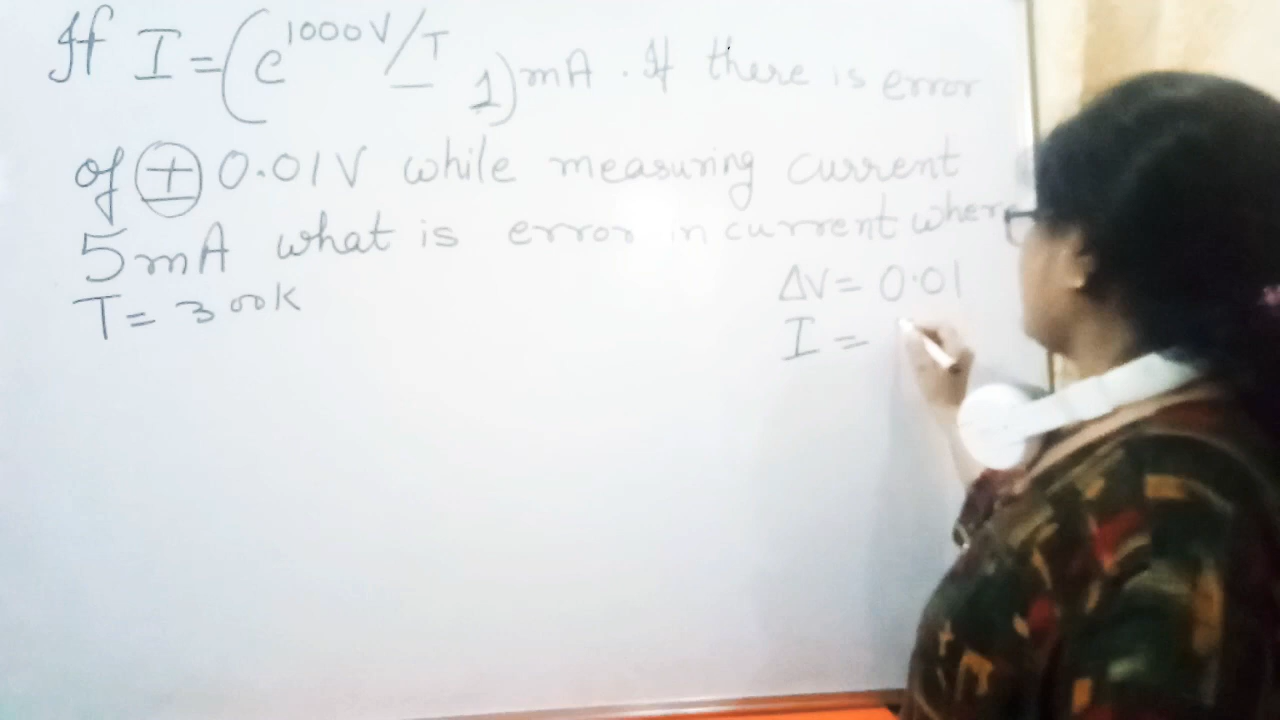 If I = (e^1000V/T − 1) mA . If there is error
of ± 0.01V while measuring current
5mA what is error in current where
T = 300K
ΔV = 0.01
I =